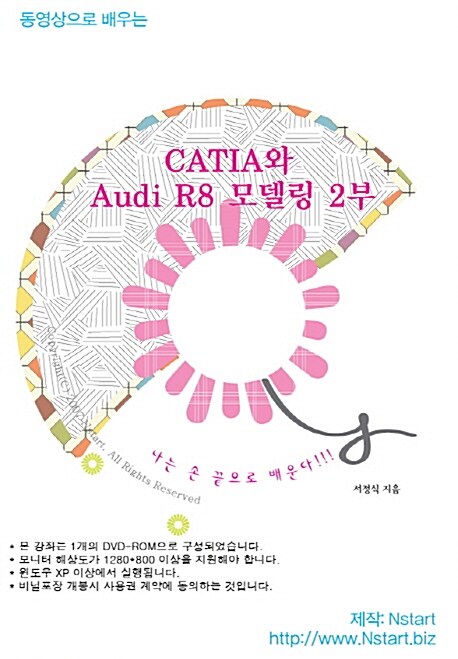 동영상으로 배우는
CATIA와
Audi R8 모델링 2부
Nstart, All Rights Reserved
나는 손 끝으로 배운다!!!
서정식 지음
* 본 강좌는 1개의 DVD-ROM으로 구성되었습니다.
* 모니터 해상도가 1280*800 이상을 지원해야 합니다.
* 윈도우 XP 이상에서 실행됩니다.
* 비닐포장 개봉시 사용권 계약에 동의하는 것입니다.
제작: Nstart
http://www.Nstart.biz